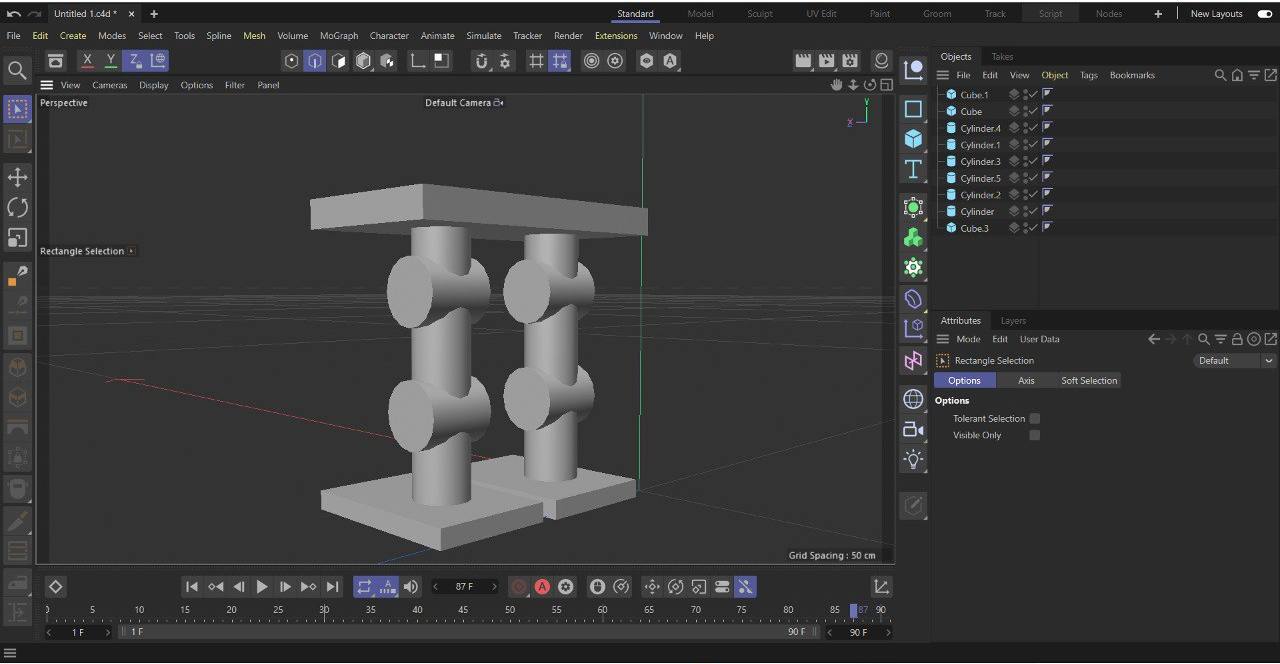 Untitled 1.c4d * × +
Standard Model Sculpt UV Edit Paint Groom Track Script Nodes + New Layouts
File Edit Create Modes Select Tools Spline Mesh Volume MoGraph Character Animate Simulate Tracker Render Extensions Window Help
X Y Z
Objects Takes
File Edit View Object Tags Bookmarks
View Cameras Display Options Filter Panel
Perspective
Default Camera
Y
X
Rectangle Selection
Grid Spacing : 50 cm
Cube.1
Cube
Cylinder.4
Cylinder.1
Cylinder.3
Cylinder.5
Cylinder.2
Cylinder
Cube.3
Attributes Layers
Mode Edit User Data
Rectangle Selection Default
Options Axis Soft Selection
Options
Tolerant Selection
Visible Only
87 F
0 5 10 15 20 25 30 35 40 45 50 55 60 65 70 75 80 85 87 90
1 F 1 F 90 F 90 F